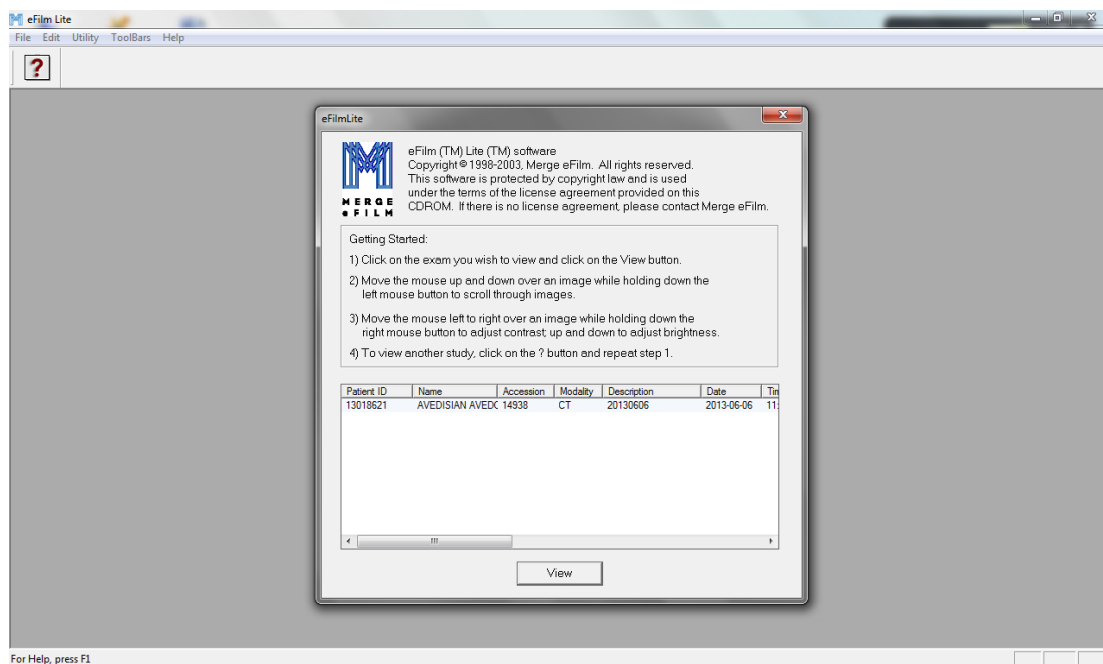 eFilm Lite
File Edit Utility ToolBars Help
?
eFilmLite
MERGE
eFILM
eFilm (TM) Lite (TM) software
Copyright © 1998-2003, Merge eFilm. All rights reserved.
This software is protected by copyright law and is used
under the terms of the license agreement provided on this
CDROM. If there is no license agreement, please contact Merge eFilm.
Getting Started:
1) Click on the exam you wish to view and click on the View button.
2) Move the mouse up and down over an image while holding down the
left mouse button to scroll through images.
3) Move the mouse left to right over an image while holding down the
right mouse button to adjust contrast; up and down to adjust brightness.
4) To view another study, click on the ? button and repeat step 1.
Patient ID Name Accession Modality Description Date Tim
13018621 AVEDISIAN AVEDC 14938 CT 20130606 2013-06-06 11:
View
For Help, press F1